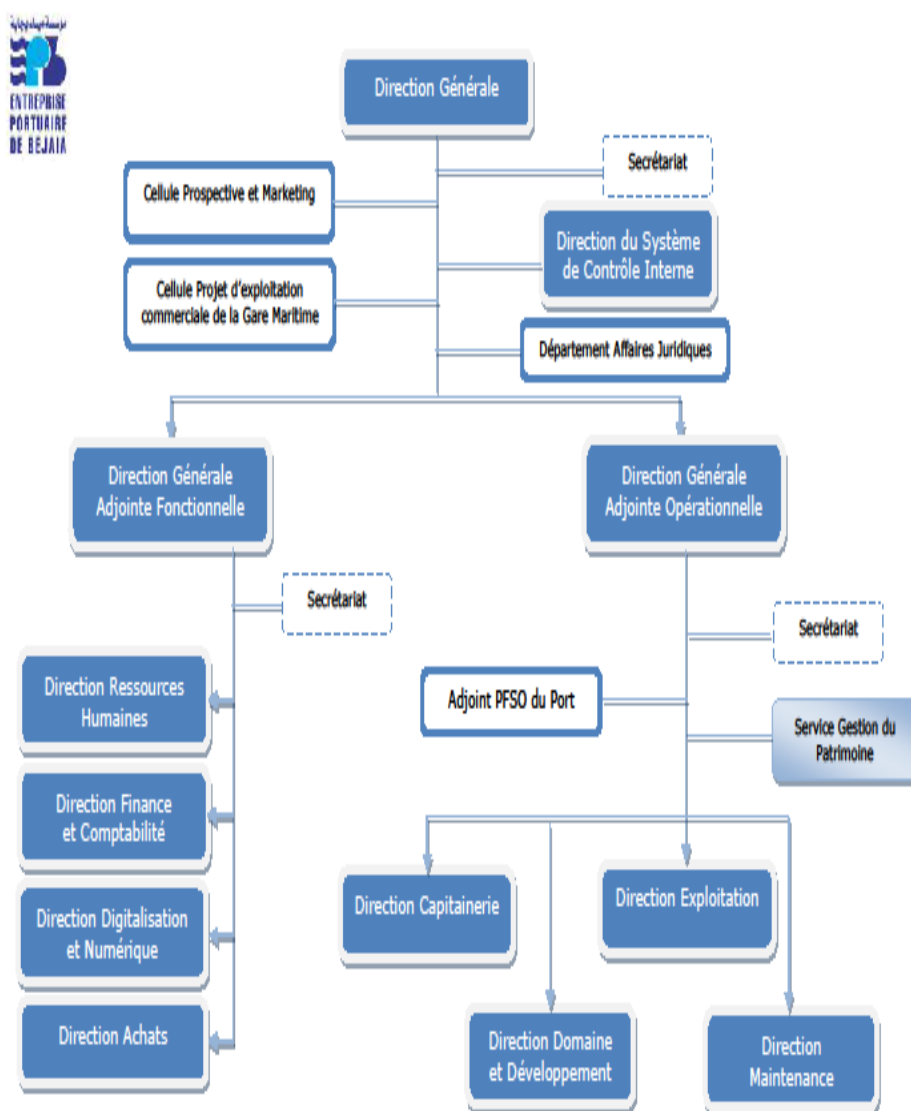 ENTREPRISE
PORTUAIRE
DE BEJAIA
Direction Générale
Secrétariat
Cellule Prospective et Marketing
Direction du Système
de Contrôle Interne
Cellule Projet d'exploitation
commerciale de la Gare Maritime
Département Affaires Juridiques
Direction Générale
Adjointe Fonctionnelle
Direction Générale
Adjointe Opérationnelle
Secrétariat
Secrétariat
Direction Ressources
Humaines
Adjoint PFSO du Port
Service Gestion du
Patrimoine
Direction Finance
et Comptabilité
Direction Capitainerie
Direction Exploitation
Direction Digitalisation
et Numérique
Direction Achats
Direction Domaine
et Développement
Direction
Maintenance